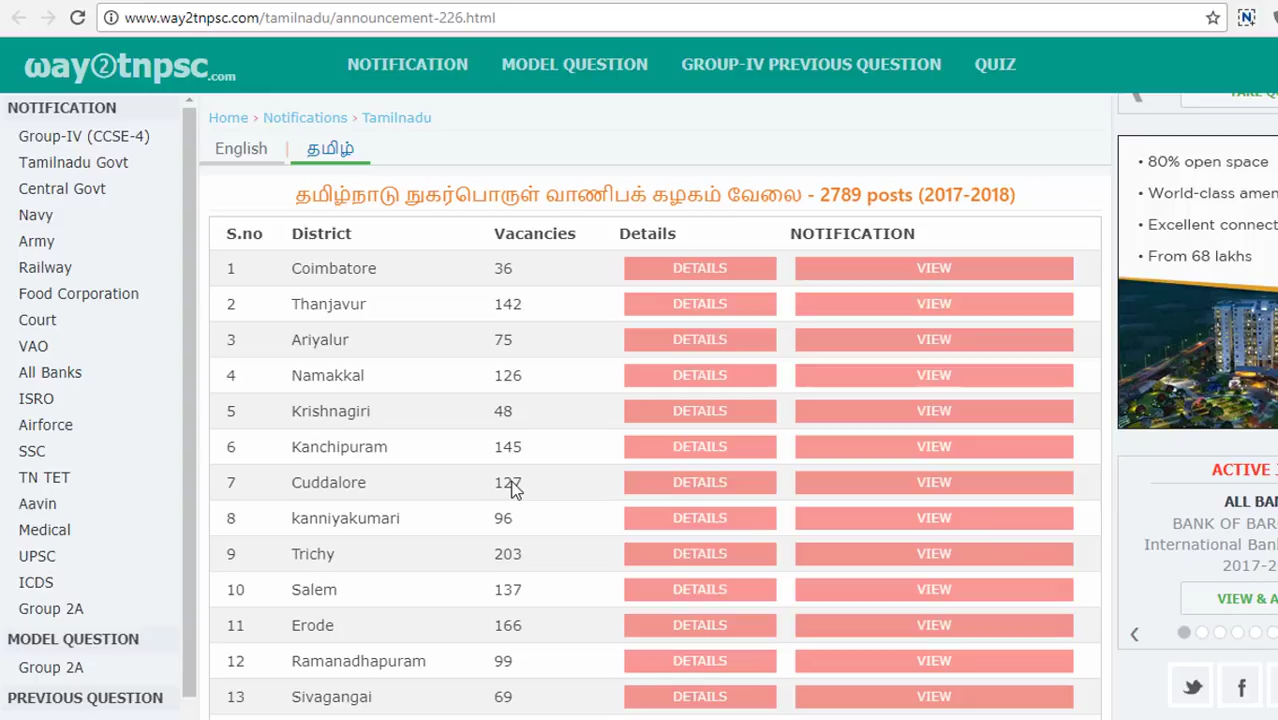 www.way2tnpsc.com/tamilnadu/announcement-226.html
way2tnpsc.com
NOTIFICATION MODEL QUESTION GROUP-IV PREVIOUS QUESTION QUIZ
NOTIFICATION
Group-IV (CCSE-4)
Tamilnadu Govt
Central Govt
Navy
Army
Railway
Food Corporation
Court
VAO
All Banks
ISRO
Airforce
SSC
TN TET
Aavin
Medical
UPSC
ICDS
Group 2A
MODEL QUESTION
Group 2A
PREVIOUS QUESTION
Home › Notifications › Tamilnadu
English | தமிழ்
தமிழ்நாடு நுகர்பொருள் வாணிபக் கழகம் வேலை - 2789 posts (2017-2018)
S.no District Vacancies Details NOTIFICATION
1 Coimbatore 36 DETAILS VIEW
2 Thanjavur 142 DETAILS VIEW
3 Ariyalur 75 DETAILS VIEW
4 Namakkal 126 DETAILS VIEW
5 Krishnagiri 48 DETAILS VIEW
6 Kanchipuram 145 DETAILS VIEW
7 Cuddalore 127 DETAILS VIEW
8 kanniyakumari 96 DETAILS VIEW
9 Trichy 203 DETAILS VIEW
10 Salem 137 DETAILS VIEW
11 Erode 166 DETAILS VIEW
12 Ramanadhapuram 99 DETAILS VIEW
13 Sivagangai 69 DETAILS VIEW
• 80% open space
• World-class
• Excellent
• From 68 lakhs
ACTIVE
ALL
BANK OF
International
VIEW &